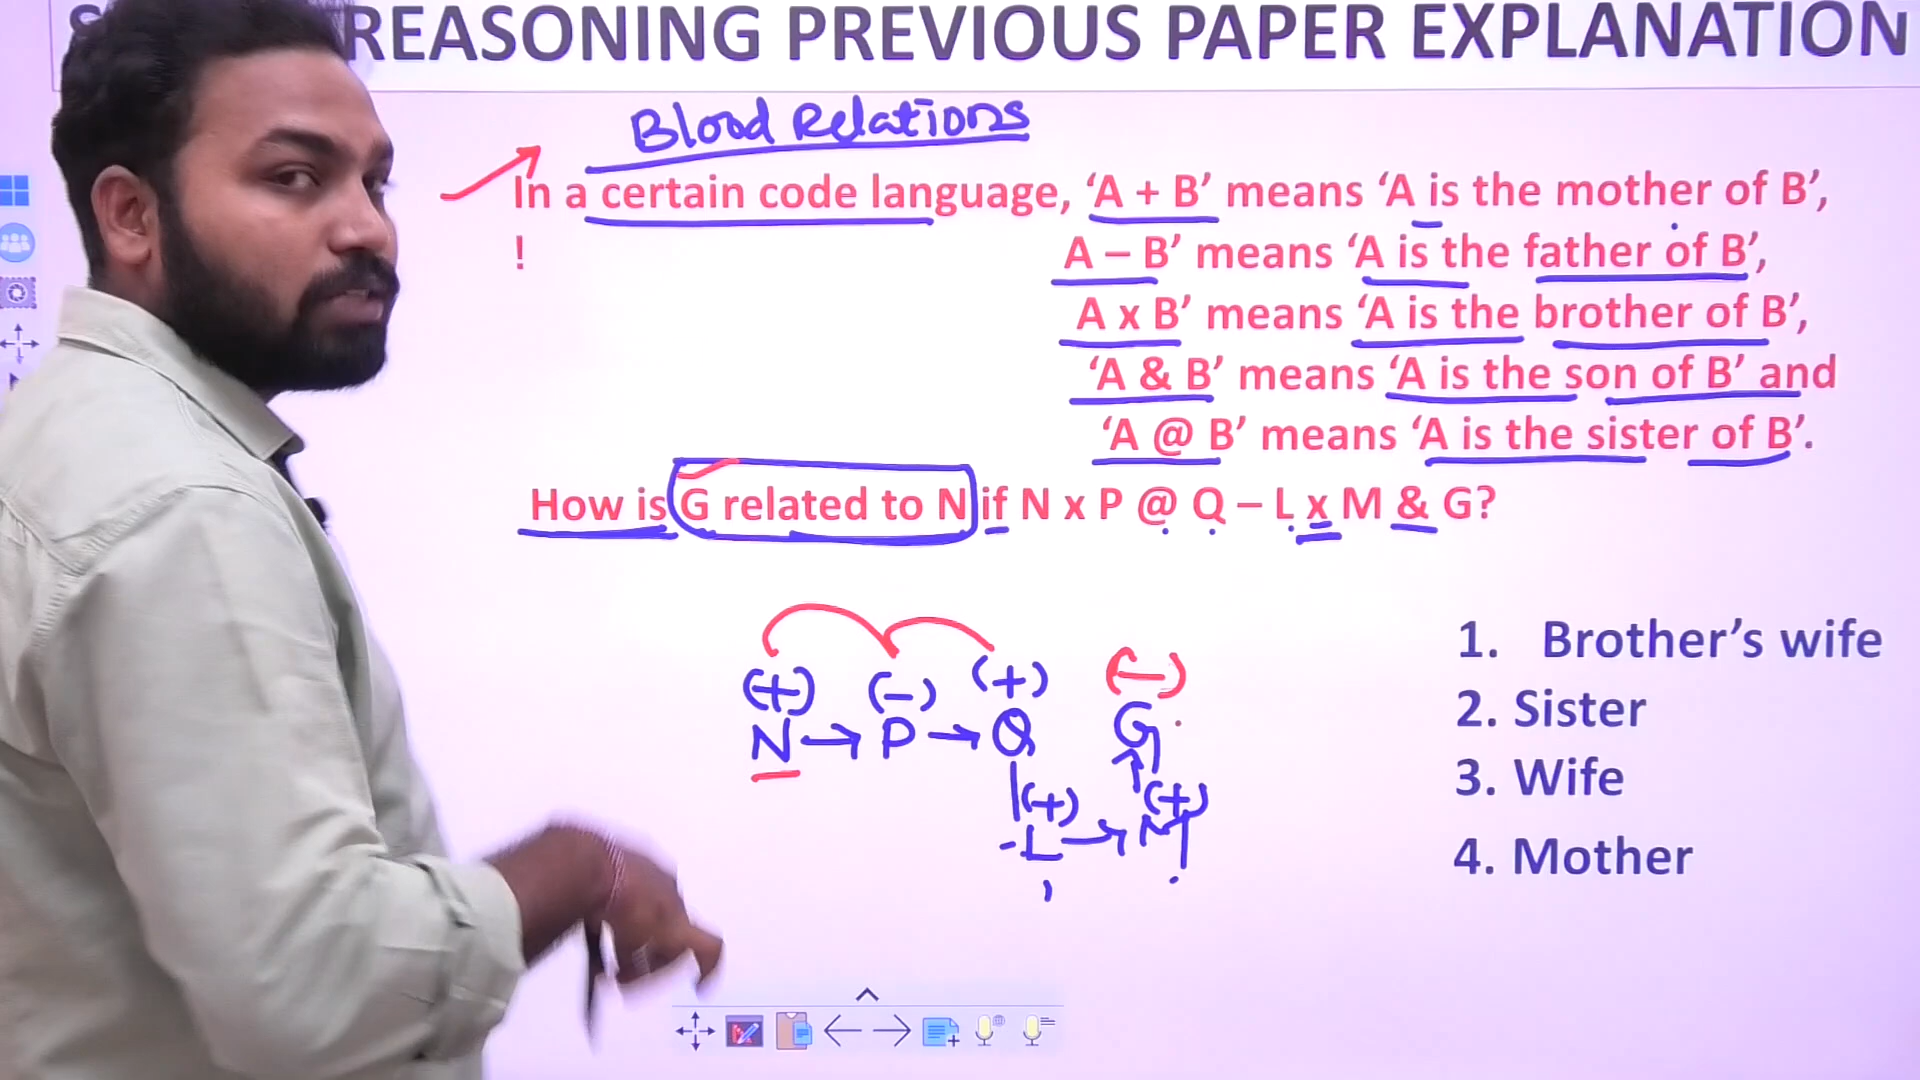 REASONING PREVIOUS PAPER EXPLANATION
Blood Relations
In a certain code language, ‘A + B’ means ‘A is the mother of B’,
!
A – B’ means ‘A is the father of B’,
A x B’ means ‘A is the brother of B’,
‘A & B’ means ‘A is the son of B’ and
‘A @ B’ means ‘A is the sister of B’.
How is G related to N if N x P @ Q – L x M & G?
(+) (-) (+) (-)
N → P → Q G
(+) (+)
- L → M
1. Brother’s wife
2. Sister
3. Wife
4. Mother